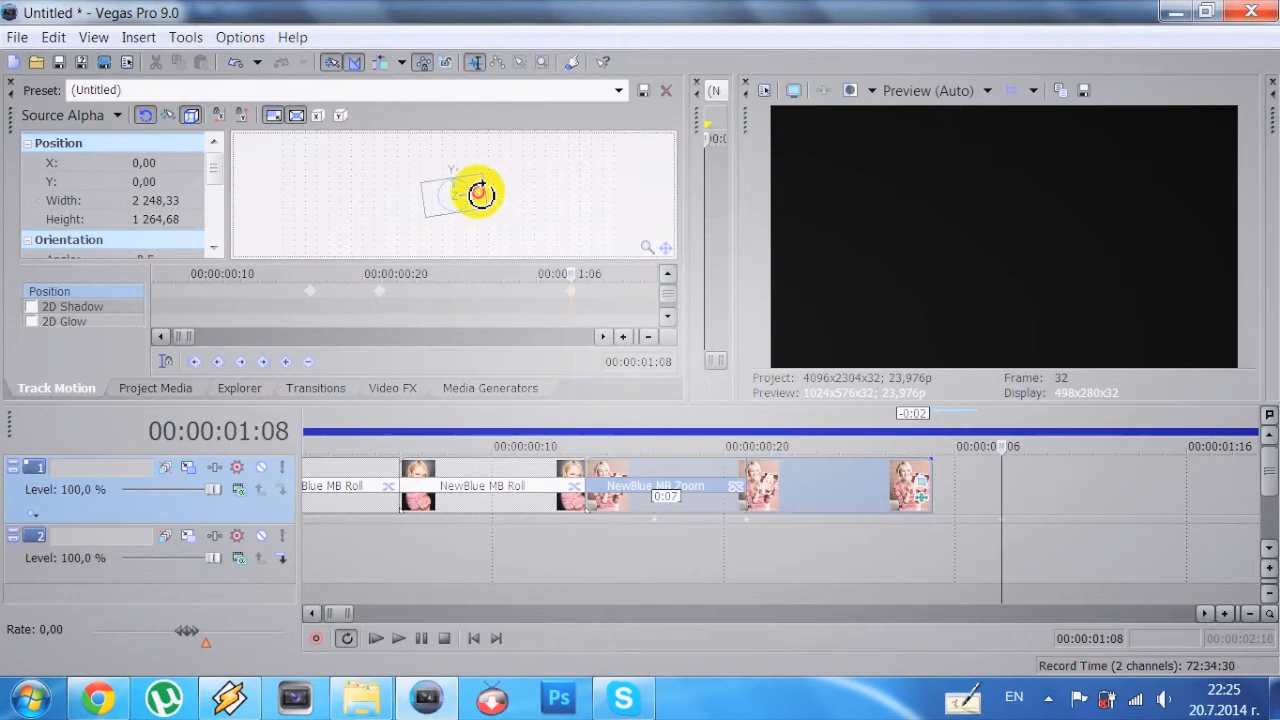 Untitled * - Vegas Pro 9.0
File Edit View Insert Tools Options Help
Preset: (Untitled)
(N
Preview (Auto)
Source Alpha
Position
X: 0,00
Y: 0,00
Width: 2 248,33
Height: 1 264,68
Orientation
00:00:00:10 00:00:00:20 1:06
Position
2D Shadow
2D Glow
00:00:01:08
Project: 4096x2304x32; 23,976p Frame: 32
Preview: 1024x576x32; 23,976p Display: 498x280x32
Track Motion Project Media Explorer Transitions Video FX Media Generators
-0:02
00:00:01:08
00:00:00:10 00:00:00:20 06 00:00:01:16
1
Level: 100,0 %
Blue MB Roll NewBlue MB Roll NewBlue MB Zoom
0:07
2
Level: 100,0 %
Rate: 0,00
00:00:01:08 00:00:02:10
Record Time (2 channels): 72:34:30
Ps
EN
22:25
20.7.2014 г.